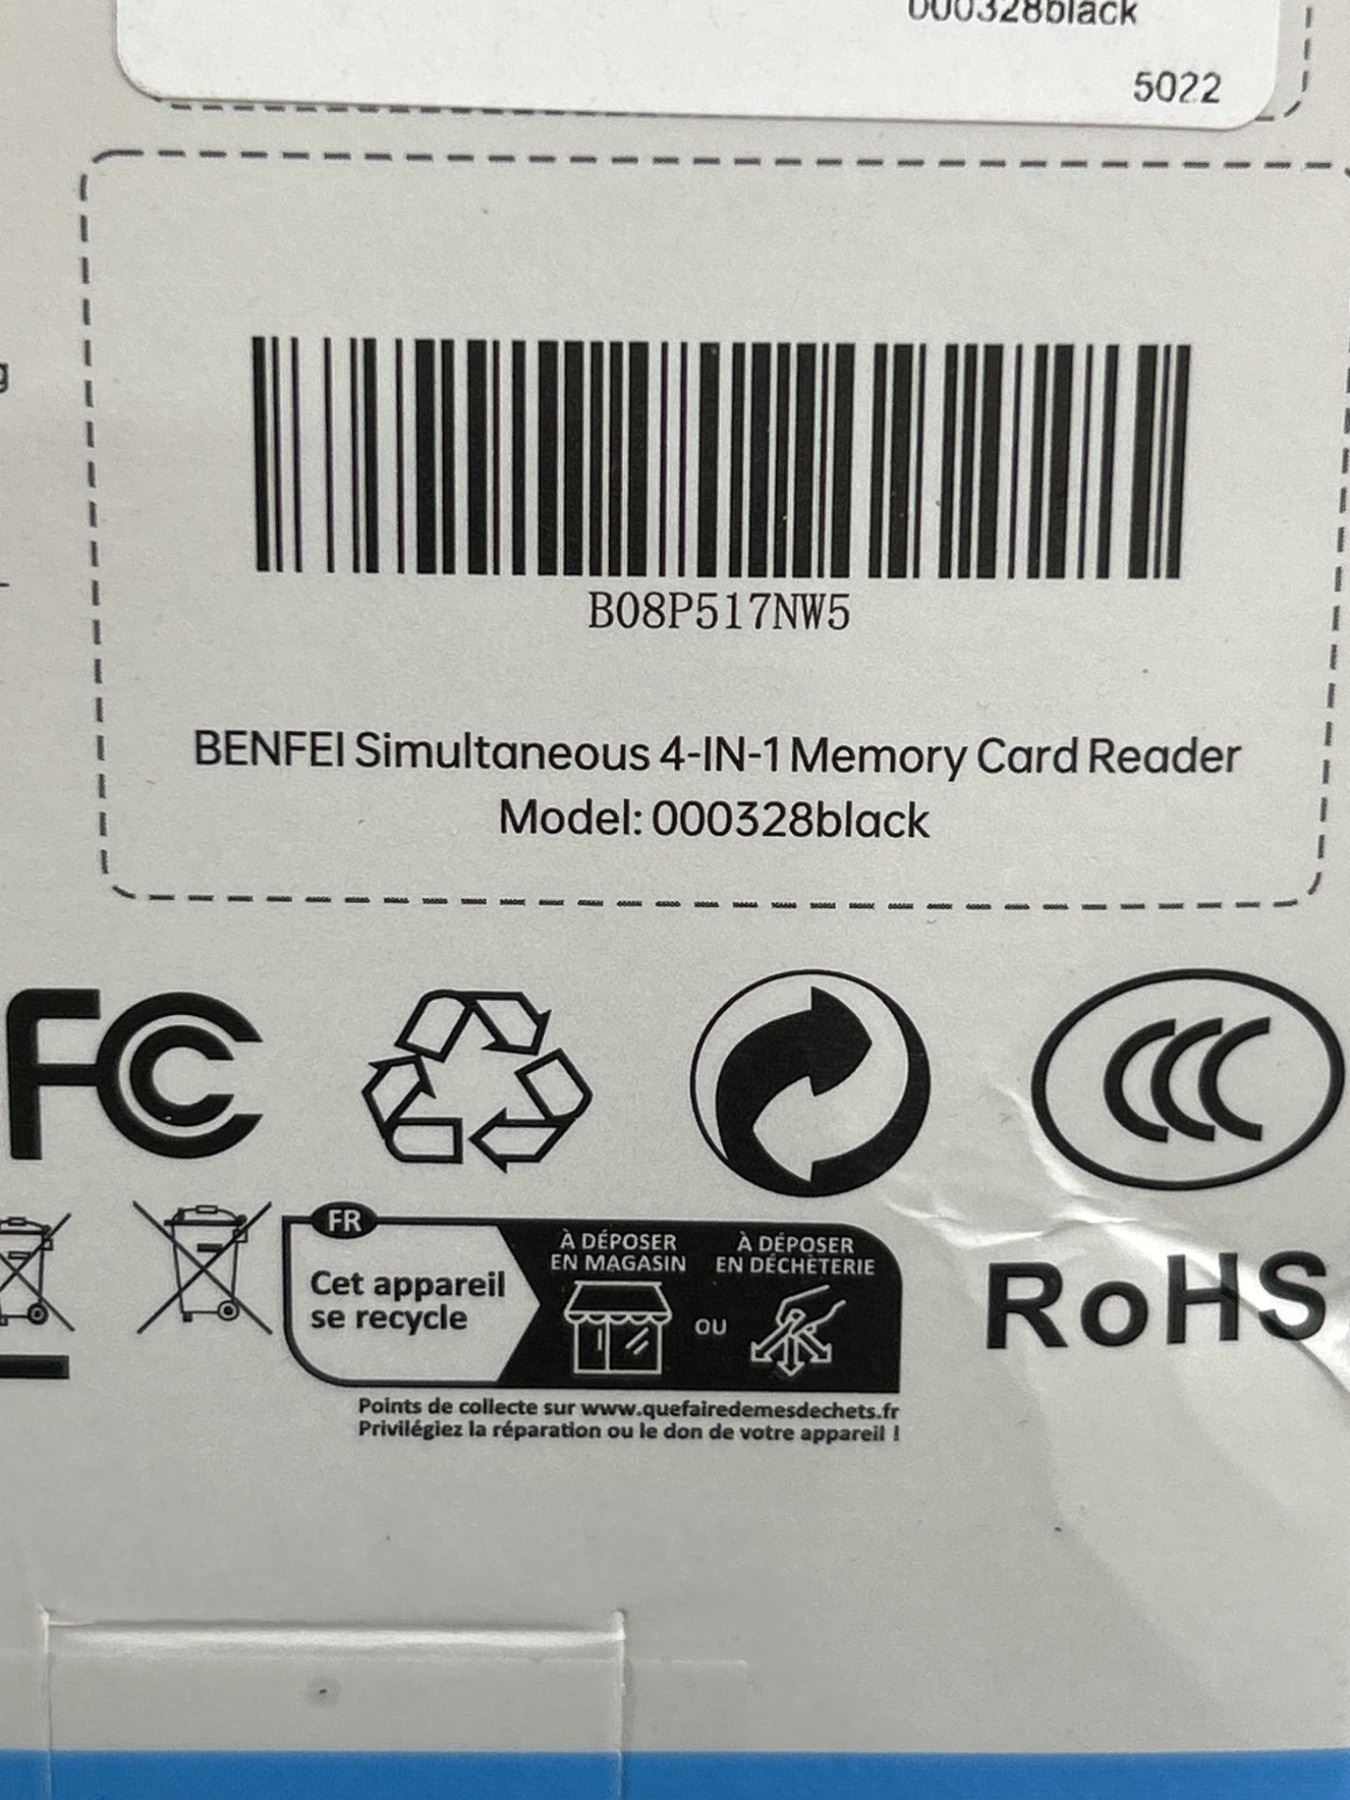 000328black
5022
B08P517NW5
BENFEI Simultaneous 4-IN-1 Memory Card Reader
Model: 000328black
FC
CCC
FR
Cet appareil
se recycle
À DÉPOSER
EN MAGASIN
OU
À DÉPOSER
EN DÉCHÈTERIE
RoHS
Points de collecte sur www.quefairedemesdechets.fr
Privilégiez la réparation ou le don de votre appareil !